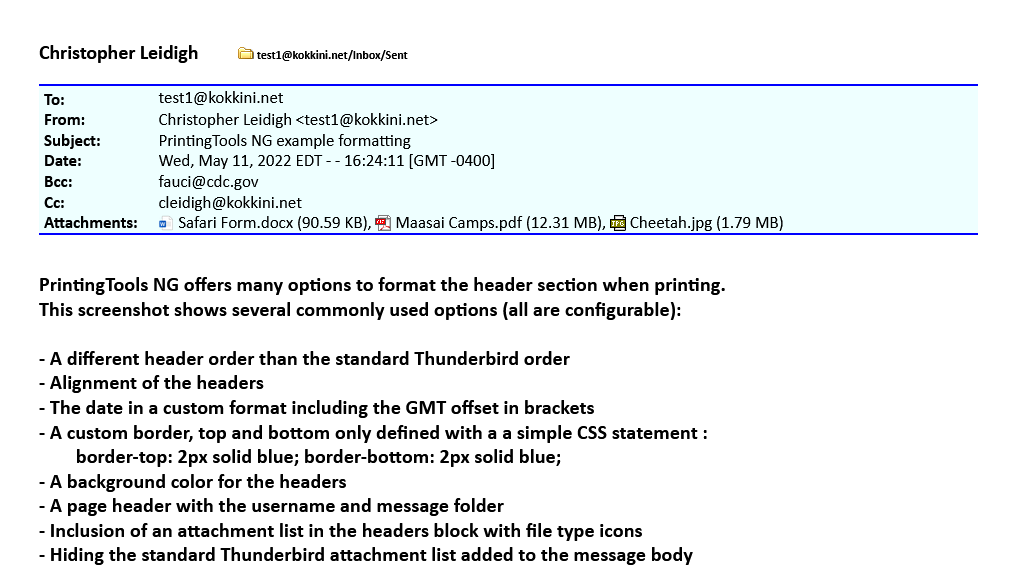 Christopher Leidigh test1@kokkini.net/Inbox/Sent
To: test1@kokkini.net
From: Christopher Leidigh <test1@kokkini.net>
Subject: PrintingTools NG example formatting
Date: Wed, May 11, 2022 EDT - - 16:24:11 [GMT -0400]
Bcc: fauci@cdc.gov
Cc: cleidigh@kokkini.net
Attachments: Safari Form.docx (90.59 KB), Maasai Camps.pdf (12.31 MB), Cheetah.jpg (1.79 MB)
PrintingTools NG offers many options to format the header section when printing.
This screenshot shows several commonly used options (all are configurable):
- A different header order than the standard Thunderbird order
- Alignment of the headers
- The date in a custom format including the GMT offset in brackets
- A custom border, top and bottom only defined with a a simple CSS statement :
border-top: 2px solid blue; border-bottom: 2px solid blue;
- A background color for the headers
- A page header with the username and message folder
- Inclusion of an attachment list in the headers block with file type icons
- Hiding the standard Thunderbird attachment list added to the message body